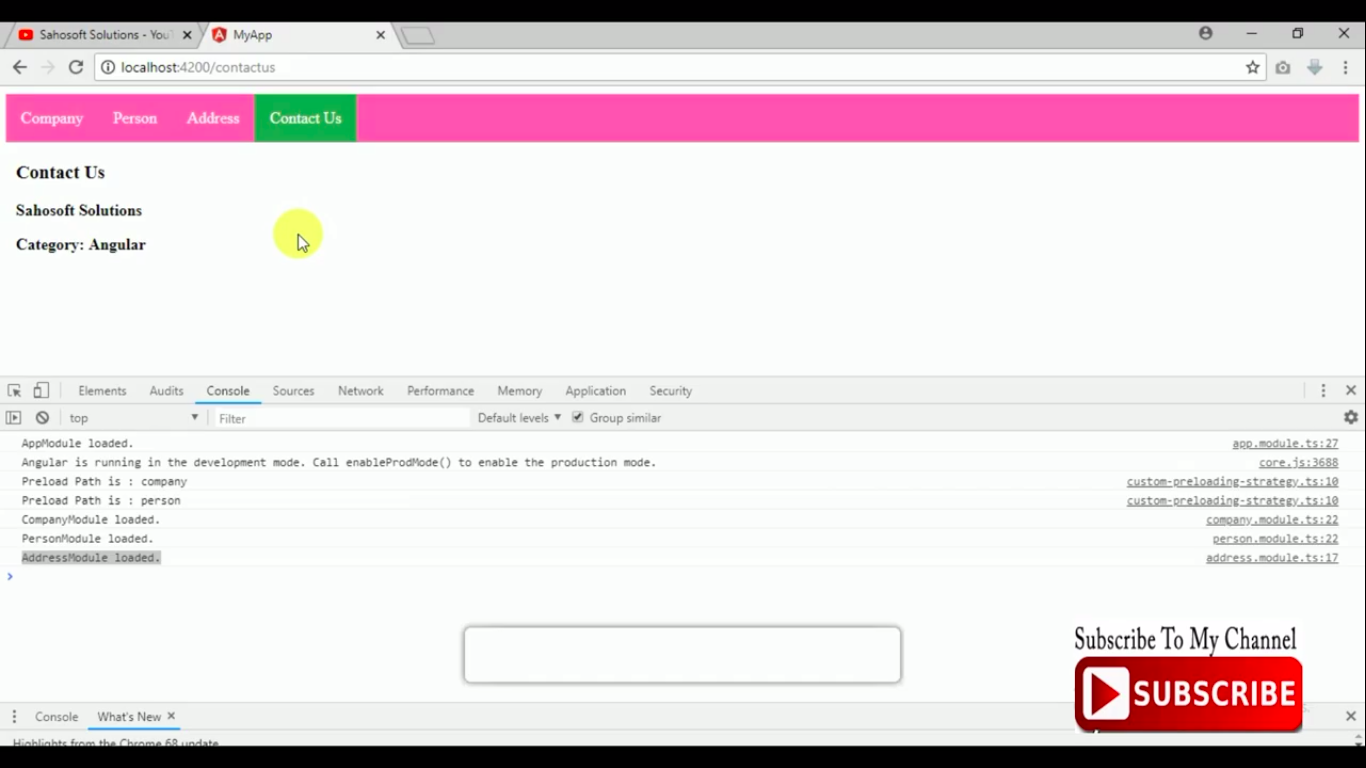 Sahosoft Solutions - YouT
MyApp
localhost:4200/contactus
Company Person Address Contact Us
Contact Us
Sahosoft Solutions
Category: Angular
Elements Audits Console Sources Network Performance Memory Application Security
top Filter Default levels Group similar
AppModule loaded. app.module.ts:27
Angular is running in the development mode. Call enableProdMode() to enable the production mode. core.js:3688
Preload Path is : company custom-preloading-strategy.ts:10
Preload Path is : person custom-preloading-strategy.ts:10
CompanyModule loaded. company.module.ts:22
PersonModule loaded. person.module.ts:22
AddressModule loaded. address.module.ts:17
Subscribe To My Channel
SUBSCRIBE
Console What's New
Highlights from the Chrome 68 update